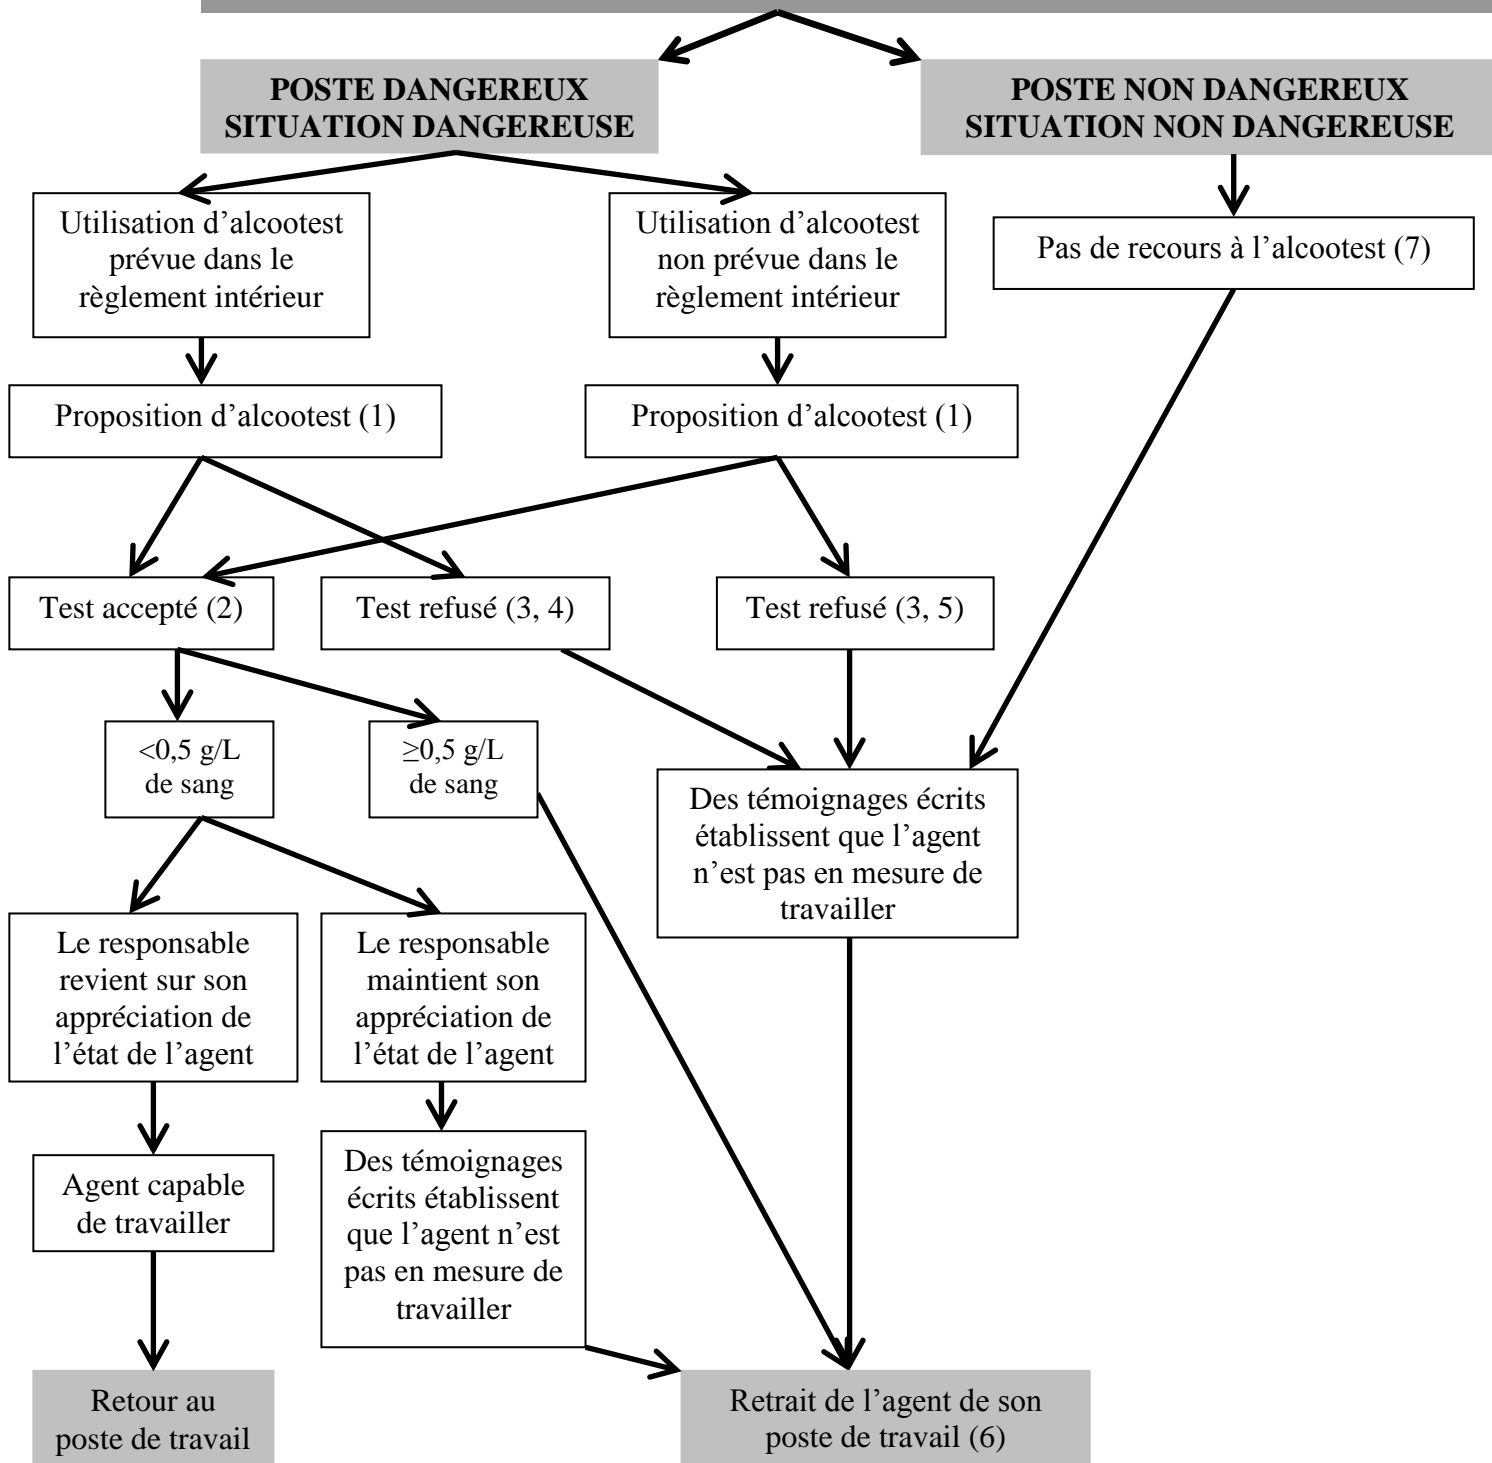 POSTE DANGEREUX
SITUATION DANGEREUSE
POSTE NON DANGEREUX
SITUATION NON DANGEREUSE
Utilisation d’alcootest
prévue dans le
règlement intérieur
Utilisation d’alcootest
non prévue dans le
règlement intérieur
Pas de recours à l’alcootest (7)
Proposition d’alcootest (1)
Proposition d’alcootest (1)
Test accepté (2)
Test refusé (3, 4)
Test refusé (3, 5)
<0,5 g/L
de sang
≥0,5 g/L
de sang
Des témoignages écrits
établissent que l’agent
n’est pas en mesure de
travailler
Le responsable
revient sur son
appréciation de
l’état de l’agent
Le responsable
maintient son
appréciation de
l’état de l’agent
Agent capable
de travailler
Des témoignages
écrits établissent
que l’agent n’est
pas en mesure de
travailler
Retour au
poste de travail
Retrait de l’agent de son
poste de travail (6)